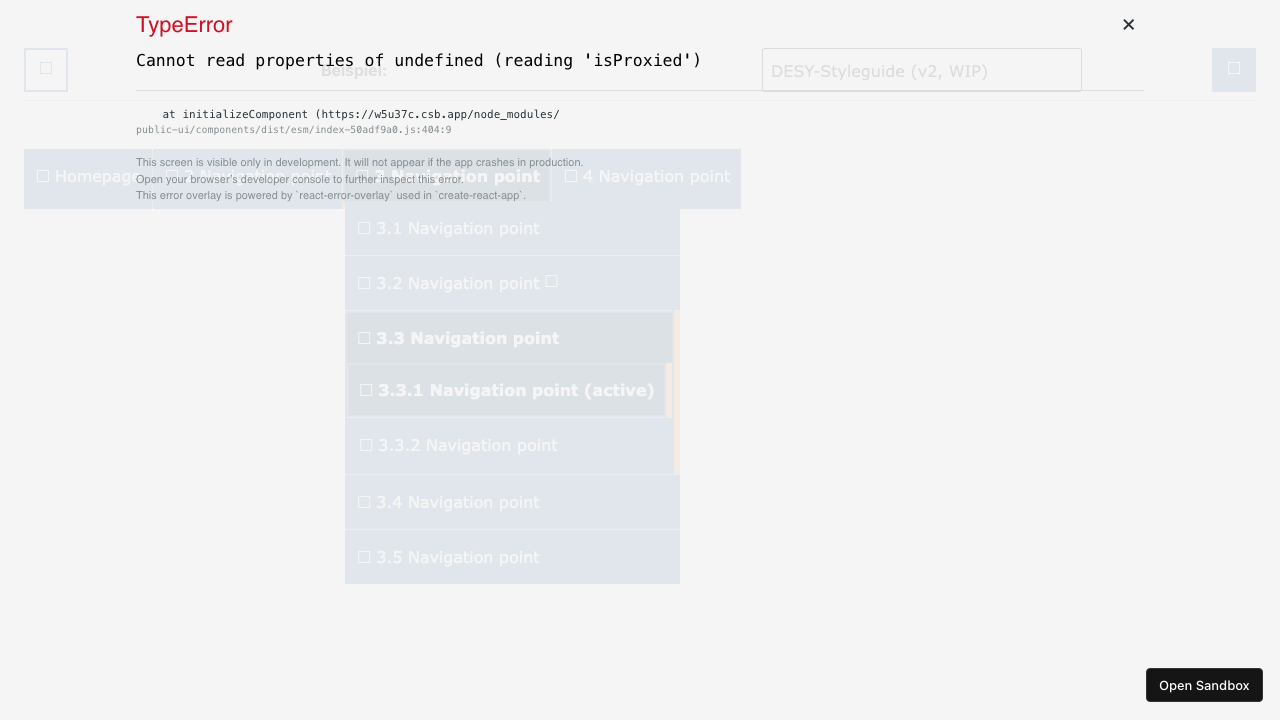 TypeError
Cannot read properties of undefined (reading 'isProxied')
Beispiel:
DESY-Styleguide (v2, WIP)
at initializeComponent (https://w5u37c.csb.app/node_modules/
public-ui/components/dist/esm/index-50adf9a0.js:404:9
This screen is visible only in development. It will not appear if the app crashes in production.
Open your browser's developer console to further inspect this error.
This error overlay is powered by `react-error-overlay` used in `create-react-app`.
Homepage
2 Navigation point
3 Navigation point
4 Navigation point
3.1 Navigation point
3.2 Navigation point
3.3 Navigation point
3.3.1 Navigation point (active)
3.3.2 Navigation point
3.4 Navigation point
3.5 Navigation point
Open Sandbox